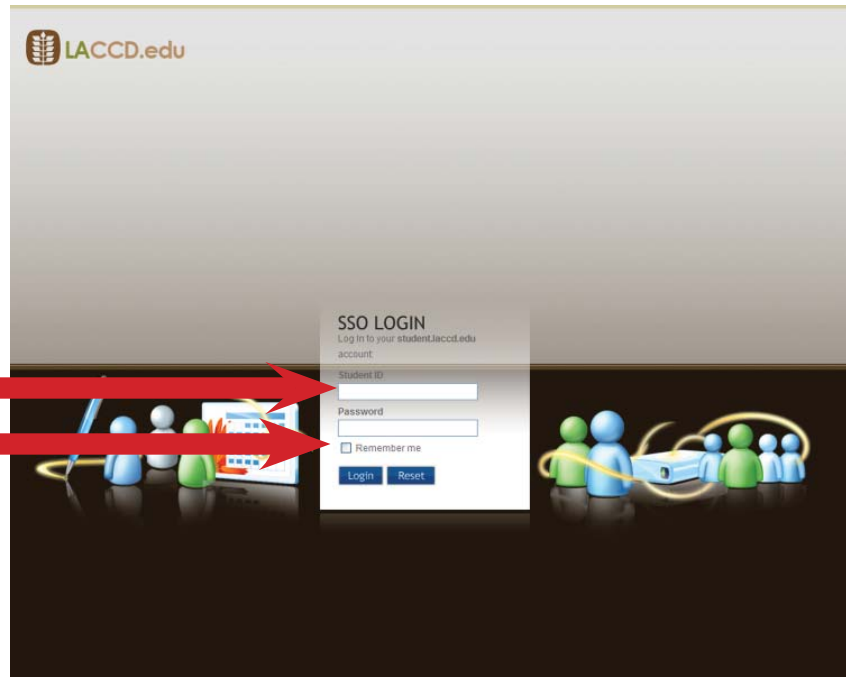 LACCD.edu
SSO LOGIN
Log in to your student.laccd.edu
account
Student ID
Password
Remember me
Login Reset